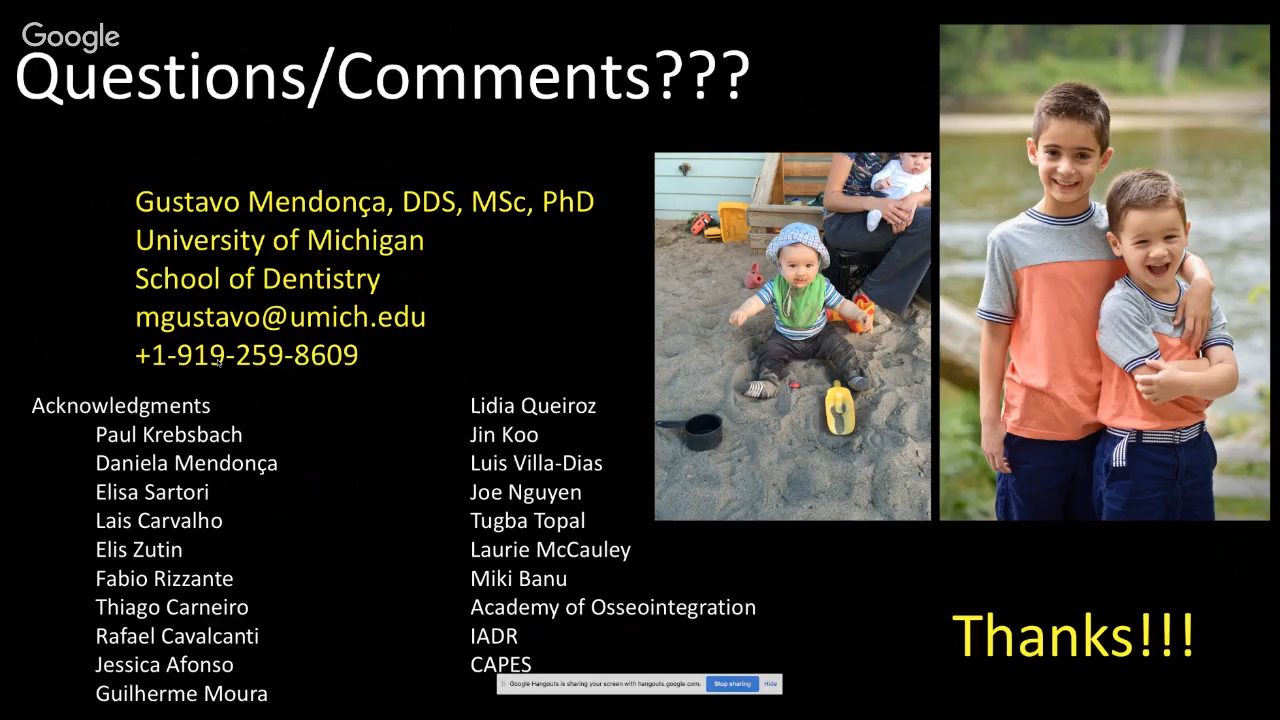 Google
Questions/Comments???
Gustavo Mendonça, DDS, MSc, PhD
University of Michigan
School of Dentistry
mgustavo@umich.edu
+1-919-259-8609
Acknowledgments
Paul Krebsbach
Daniela Mendonça
Elisa Sartori
Lais Carvalho
Elis Zutin
Fabio Rizzante
Thiago Carneiro
Rafael Cavalcanti
Jessica Afonso
Guilherme Moura
Lidia Queiroz
Jin Koo
Luis Villa-Dias
Joe Nguyen
Tugba Topal
Laurie McCauley
Miki Banu
Academy of Osseointegration
IADR
CAPES
Thanks!!!
Google Hangouts is sharing your screen with hangouts.google.com. Stop sharing Hide